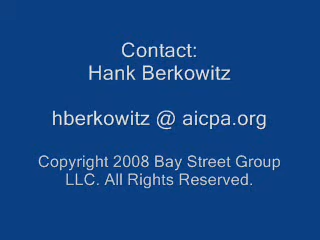 Contact:
Hank Berkowitz
hberkowitz @ aicpa.org
Copyright 2008 Bay Street Group
LLC. All Rights Reserved.